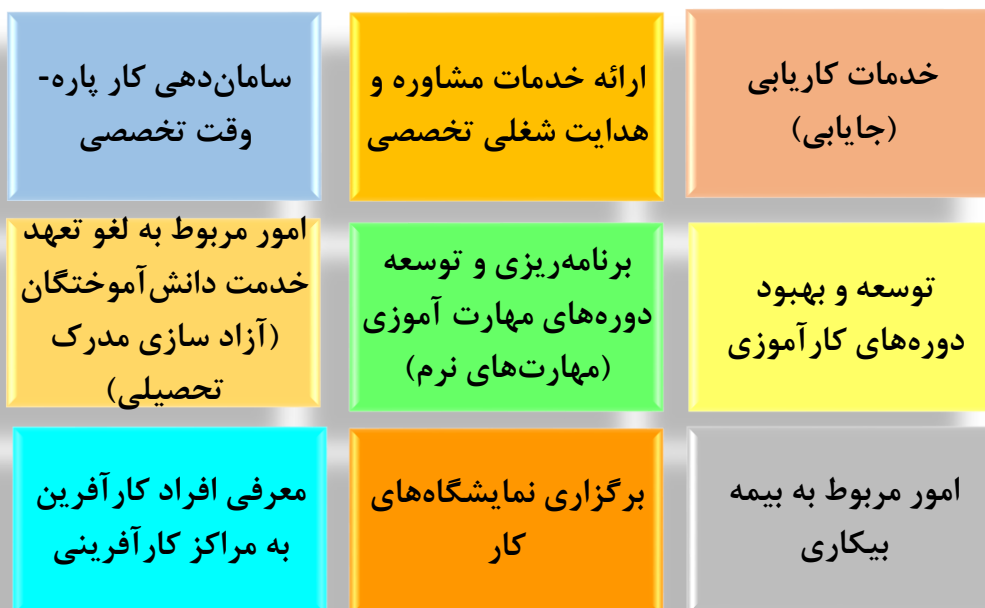 خدمات کاریابی
(جایابی)
ارائه خدمات مشاوره و
هدایت شغلی تخصصی
سامان‌دهی کار پاره-
وقت تخصصی
توسعه و بهبود
دوره‌های کارآموزی
برنامه‌ریزی و توسعه
دوره‌های مهارت آموزی
(مهارت‌های نرم)
امور مربوط به لغو تعهد
خدمت دانش‌آموختگان
(آزاد سازی مدرک
تحصیلی)
امور مربوط به بیمه
بیکاری
برگزاری نمایشگاه‌های
کار
معرفی افراد کارآفرین
به مراکز کارآفرینی